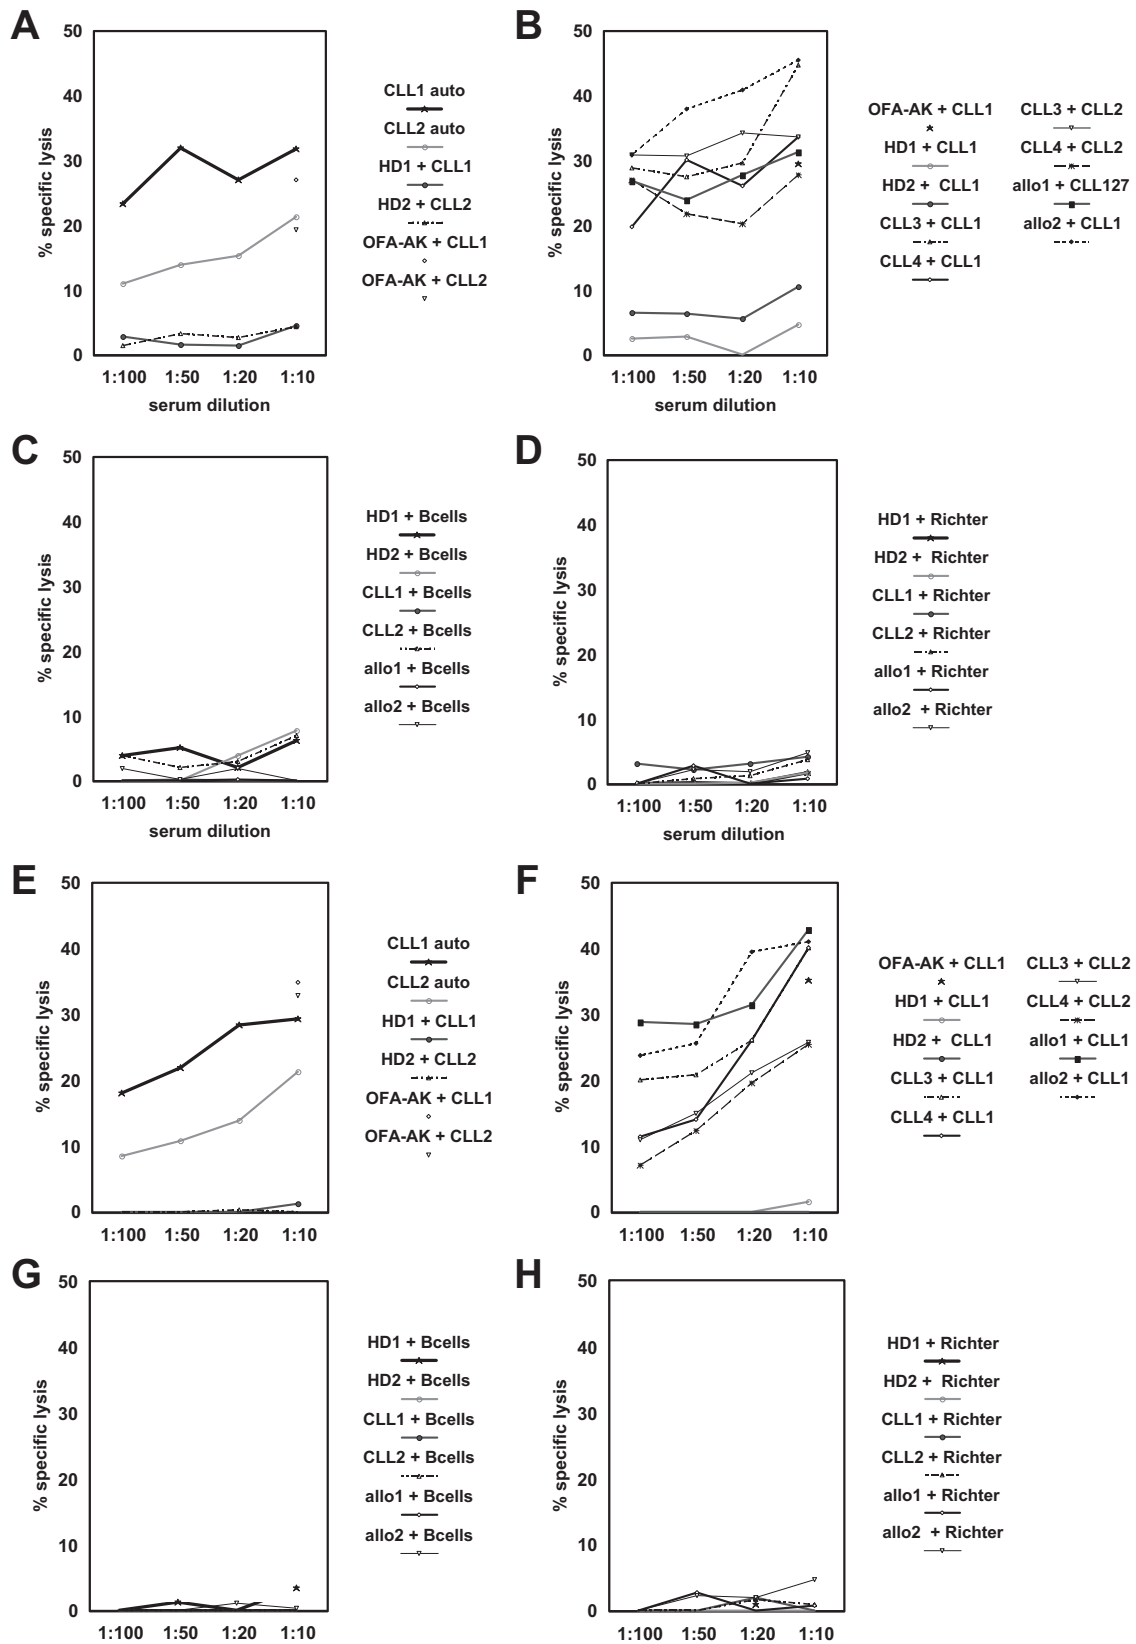 A
50
40
30
20
10
0
% specific lysis
1:100 1:50 1:20 1:10
serum dilution
CLL1 auto
CLL2 auto
HD1 + CLL1
HD2 + CLL2
OFA-AK + CLL1
OFA-AK + CLL2
B
50
40
30
20
10
0
% specific lysis
1:100 1:50 1:20 1:10
serum dilution
OFA-AK + CLL1
HD1 + CLL1
HD2 + CLL1
CLL3 + CLL1
CLL4 + CLL1
CLL3 + CLL2
CLL4 + CLL2
allo1 + CLL127
allo2 + CLL1
C
50
40
30
20
10
0
% specific lysis
1:100 1:50 1:20 1:10
serum dilution
HD1 + Bcells
HD2 + Bcells
CLL1 + Bcells
CLL2 + Bcells
allo1 + Bcells
allo2 + Bcells
D
50
40
30
20
10
0
% specific lysis
1:100 1:50 1:20 1:10
serum dilution
HD1 + Richter
HD2 + Richter
CLL1 + Richter
CLL2 + Richter
allo1 + Richter
allo2 + Richter
E
50
40
30
20
10
0
% specific lysis
1:100 1:50 1:20 1:10
CLL1 auto
CLL2 auto
HD1 + CLL1
HD2 + CLL2
OFA-AK + CLL1
OFA-AK + CLL2
F
50
40
30
20
10
0
% specific lysis
1:100 1:50 1:20 1:10
OFA-AK + CLL1
HD1 + CLL1
HD2 + CLL1
CLL3 + CLL1
CLL4 + CLL1
CLL3 + CLL2
CLL4 + CLL2
allo1 + CLL1
allo2 + CLL1
G
50
40
30
20
10
0
% specific lysis
1:100 1:50 1:20 1:10
HD1 + Bcells
HD2 + Bcells
CLL1 + Bcells
CLL2 + Bcells
allo1 + Bcells
allo2 + Bcells
H
50
40
30
20
10
0
% specific lysis
1:100 1:50 1:20 1:10
HD1 + Richter
HD2 + Richter
CLL1 + Richter
CLL2 + Richter
allo1 + Richter
allo2 + Richter